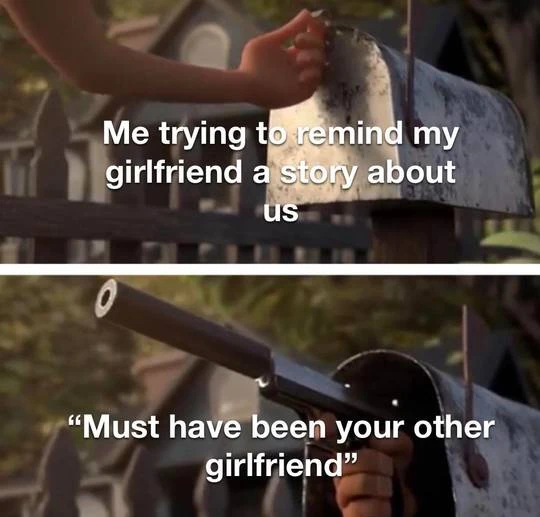 Me trying to remind my
girlfriend a story about
us
“Must have been your other
girlfriend”